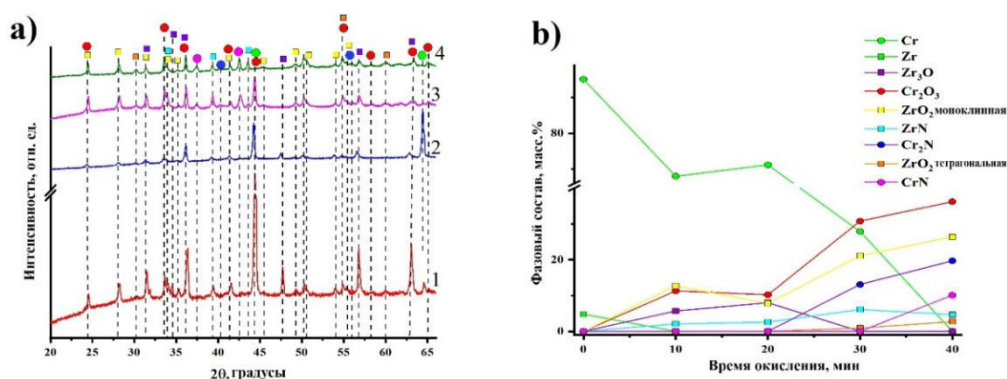 a)
Интенсивность, отн. ед.
4
3
2
1
20 25 30 35 40 45 50 55 60 65
2θ, градусы
b)
Фазовый состав, масс.%
80
20
0
0 10 20 30 40
Время окисления, мин
Cr
Zr
Zr₃O
Cr₂O₃
ZrO₂ моноклинная
ZrN
Cr₂N
ZrO₂ тетрагональная
CrN